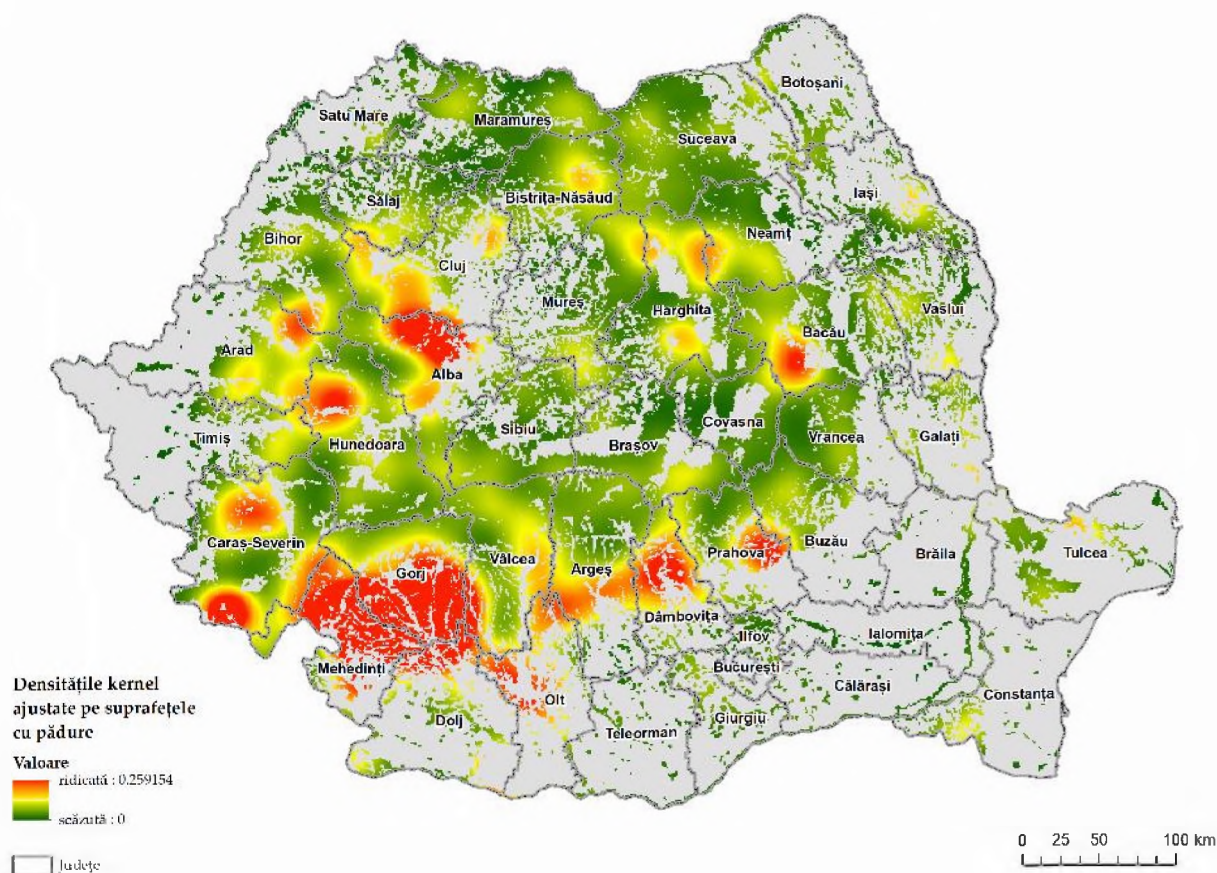 Botoșani
Satu Mare
Maramureș
Suceava
Iași
Bistrița-Năsăud
Sălaj
Neamț
Bihor
Cluj
Mureș
Harghita
Vaslui
Bacău
Arad
Alba
Covasna
Sibiu
Vrancea
Galați
Timiș
Hunedoara
Brașov
Caraș-Severin
Buzău
Prahova
Brăila
Tulcea
Vâlcea
Gorj
Argeș
Dâmbovița
Ialomița
Ilfov
Mehedinți
București
Călărași
Constanța
Olt
Dolj
Giurgiu
Teleorman
Densitățile kernel
ajustate pe suprafețele
cu pădure
Valoare
ridicată : 0.259154
scăzută : 0
Județe
0 25 50 100 km